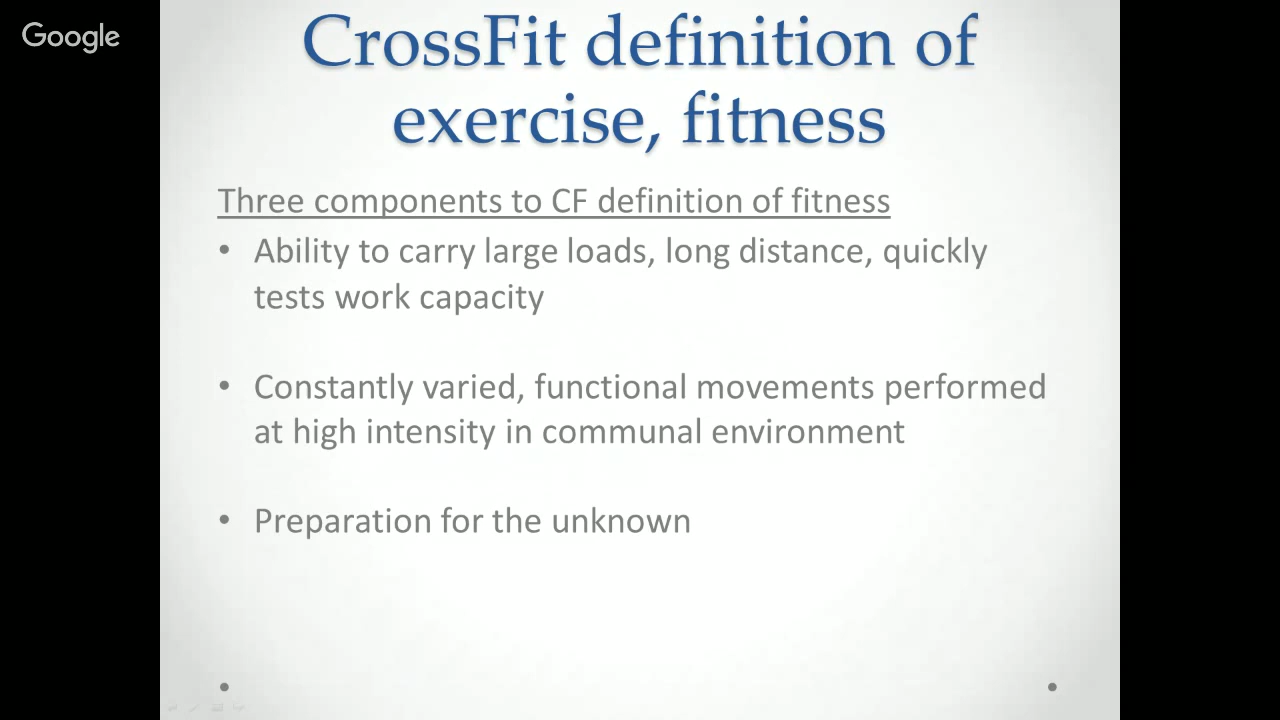 Google
CrossFit definition of
exercise, fitness
Three components to CF definition of fitness
• Ability to carry large loads, long distance, quickly
tests work capacity
• Constantly varied, functional movements performed
at high intensity in communal environment
• Preparation for the unknown